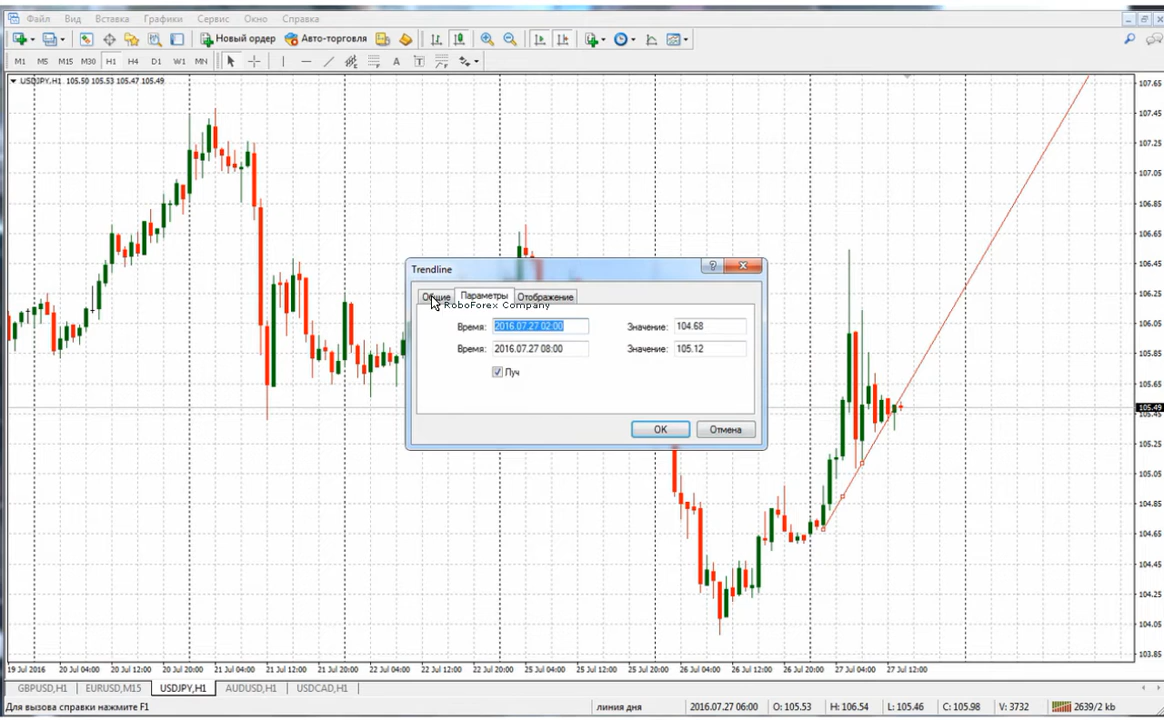 Файл Вид Вставка Графики Сервис Окно Справка
Новый ордер Авто-торговля
M1 M5 M15 M30 H1 H4 D1 W1 MN A T
USDJPY,H1 105.50 105.53 105.47 105.49
107.65
107.45
107.25
107.05
106.85
106.65
106.45
106.25
106.05
105.85
105.65
105.49
105.45
105.25
105.05
104.85
104.65
104.45
104.25
104.05
103.85
Trendline
Общие Параметры Отображение
RoboForex Company
Время: 2016.07.27 02:00 Значение: 104.68
Время: 2016.07.27 08:00 Значение: 105.12
Луч
OK Отмена
19 Jul 2016 20 Jul 04:00 20 Jul 12:00 20 Jul 20:00 21 Jul 04:00 21 Jul 12:00 21 Jul 20:00 22 Jul 04:00 22 Jul 12:00 22 Jul 20:00 25 Jul 04:00 25 Jul 12:00 25 Jul 20:00 26 Jul 04:00 26 Jul 12:00 26 Jul 20:00 27 Jul 04:00 27 Jul 12:00
GBPUSD,H1 EURUSD,M15 USDJPY,H1 AUDUSD,H1 USDCAD,H1
Для вызова справки нажмите F1 линия дня 2016.07.27 06:00 O: 105.53 H: 106.54 L: 105.46 C: 105.98 V: 3732 2639/2 kb